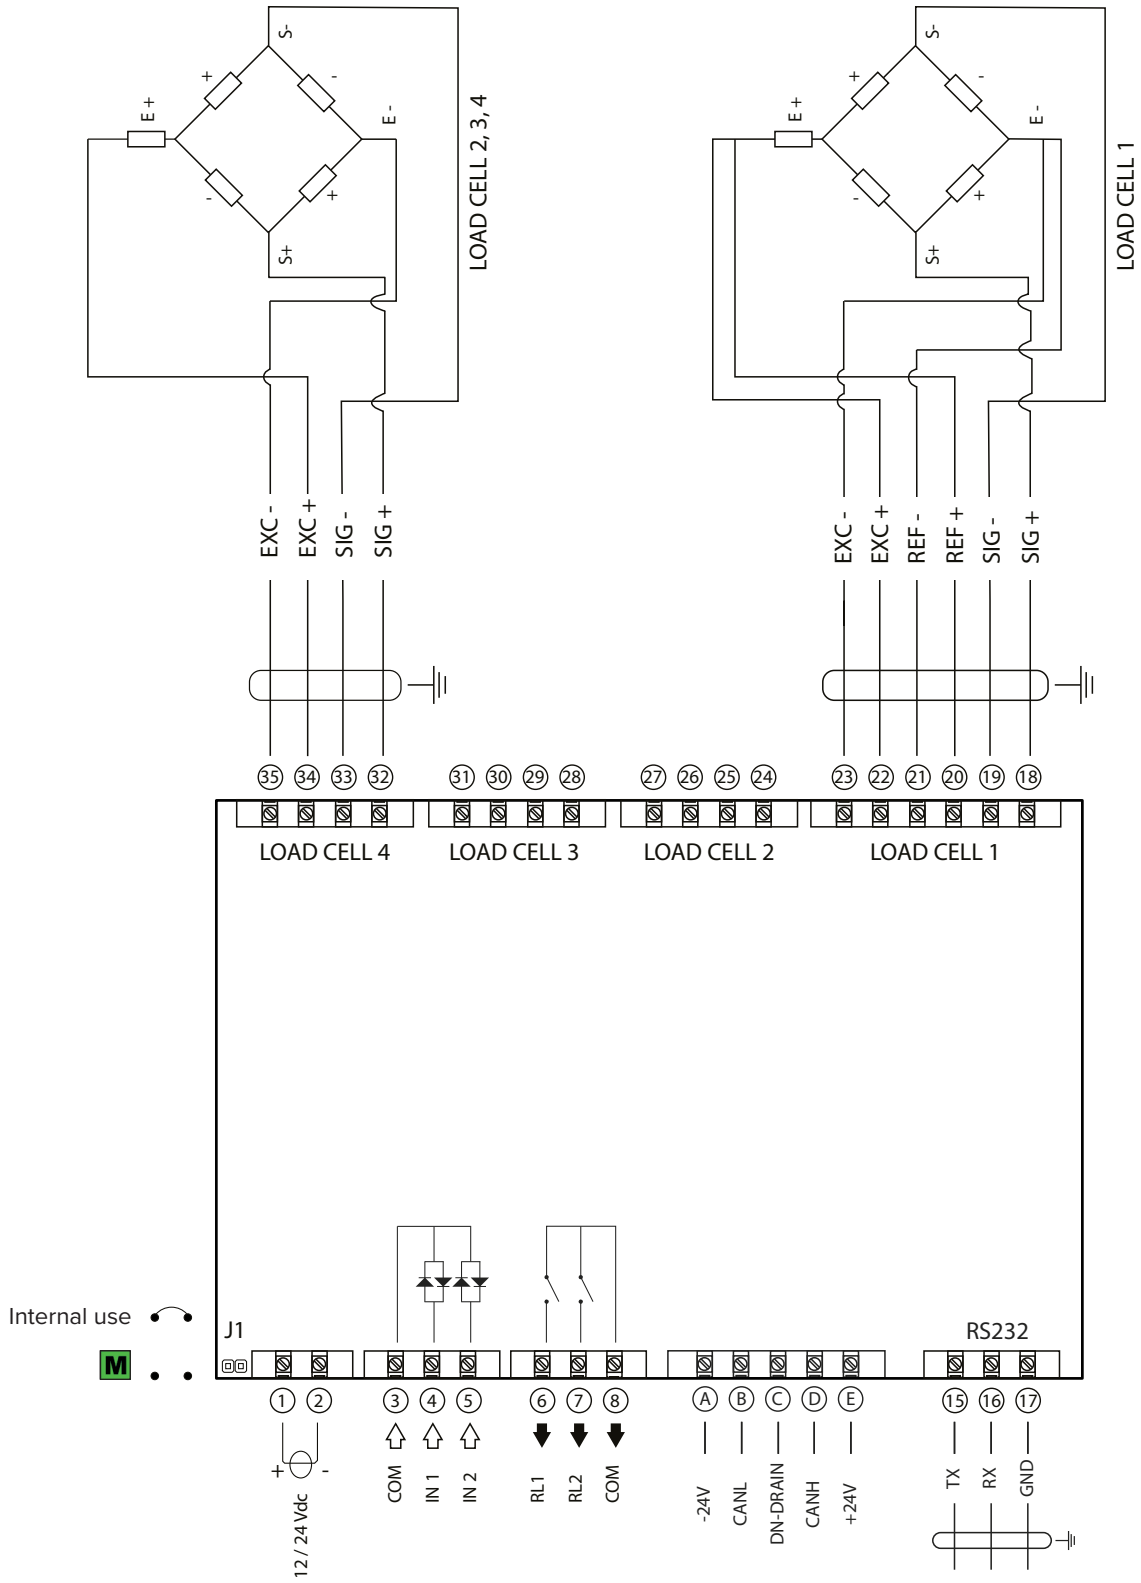 S-
+
-
E +
E -
-
+
S+
LOAD CELL 2, 3, 4
S-
+
-
E +
E -
-
+
S+
LOAD CELL 1
EXC -
EXC +
SIG -
SIG +
EXC -
EXC +
REF -
REF +
SIG -
SIG +
35 34 33 32
31 30 29 28
27 26 25 24
23 22 21 20 19 18
LOAD CELL 4
LOAD CELL 3
LOAD CELL 2
LOAD CELL 1
Internal use
M
J1
RS232
1 2
3 4 5
6 7 8
A B C D E
15 16 17
+
-
12 / 24 Vdc
COM
IN 1
IN 2
RL1
RL2
COM
-24V
CANL
DN-DRAIN
CANH
+24V
TX
RX
GND